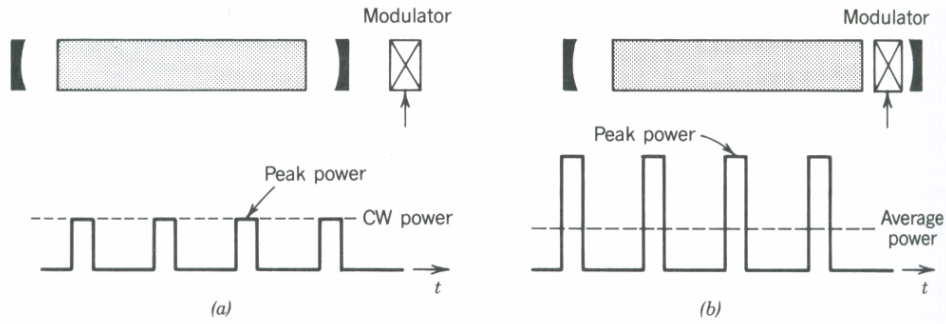 Modulator
Peak power
CW power
t
(a)
Modulator
Peak power
Average
power
t
(b)